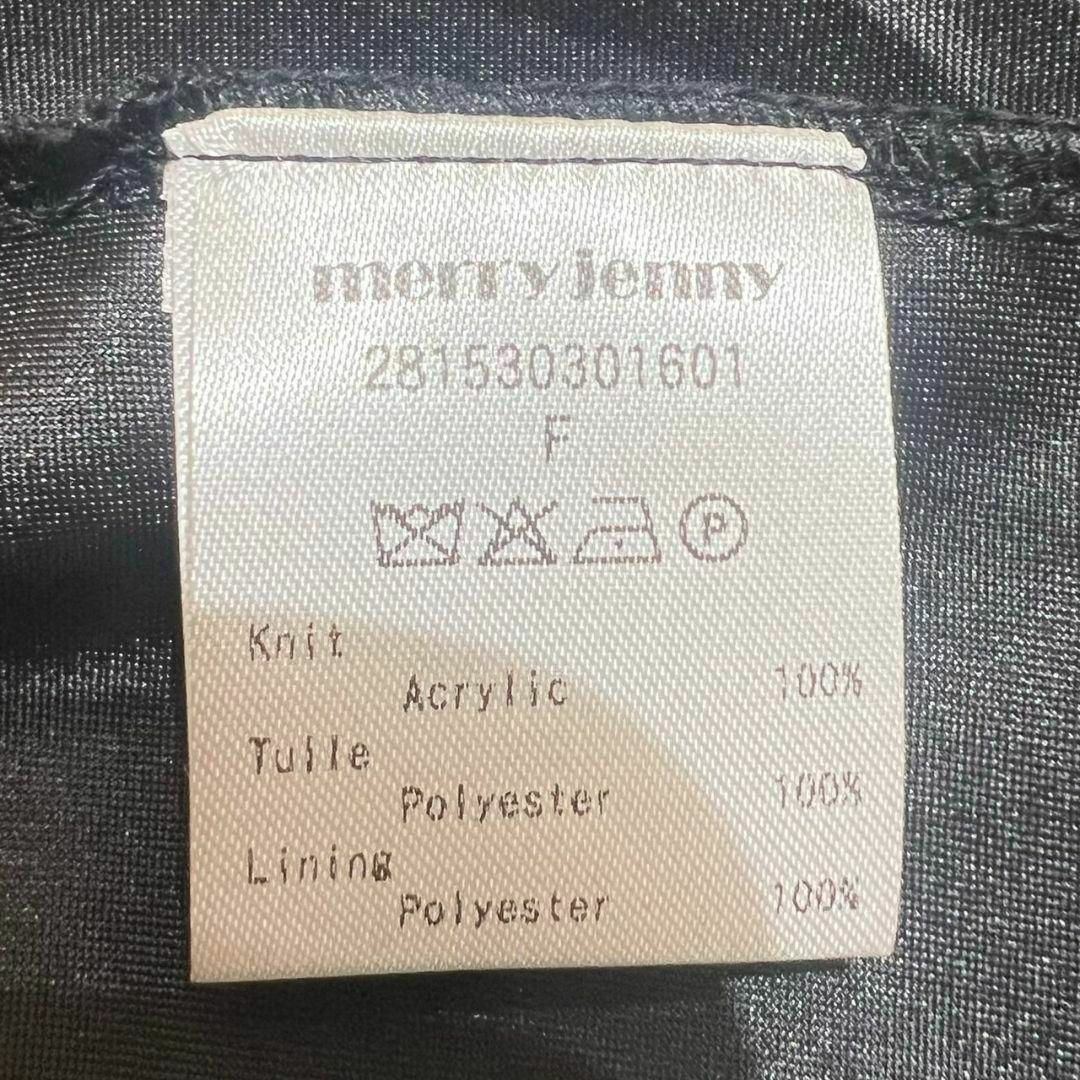 merry jenny
281530301601
F
P
Knit
Acrylic 100%
Tulle
Polyester 100%
Lining
Polyester 100%